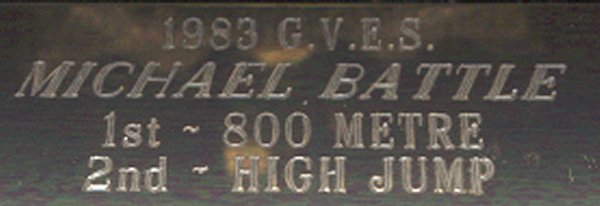 1983 G.V.E.S.
MICHAEL BATTLE
1st ~ 800 METRE
2nd ~ HIGH JUMP